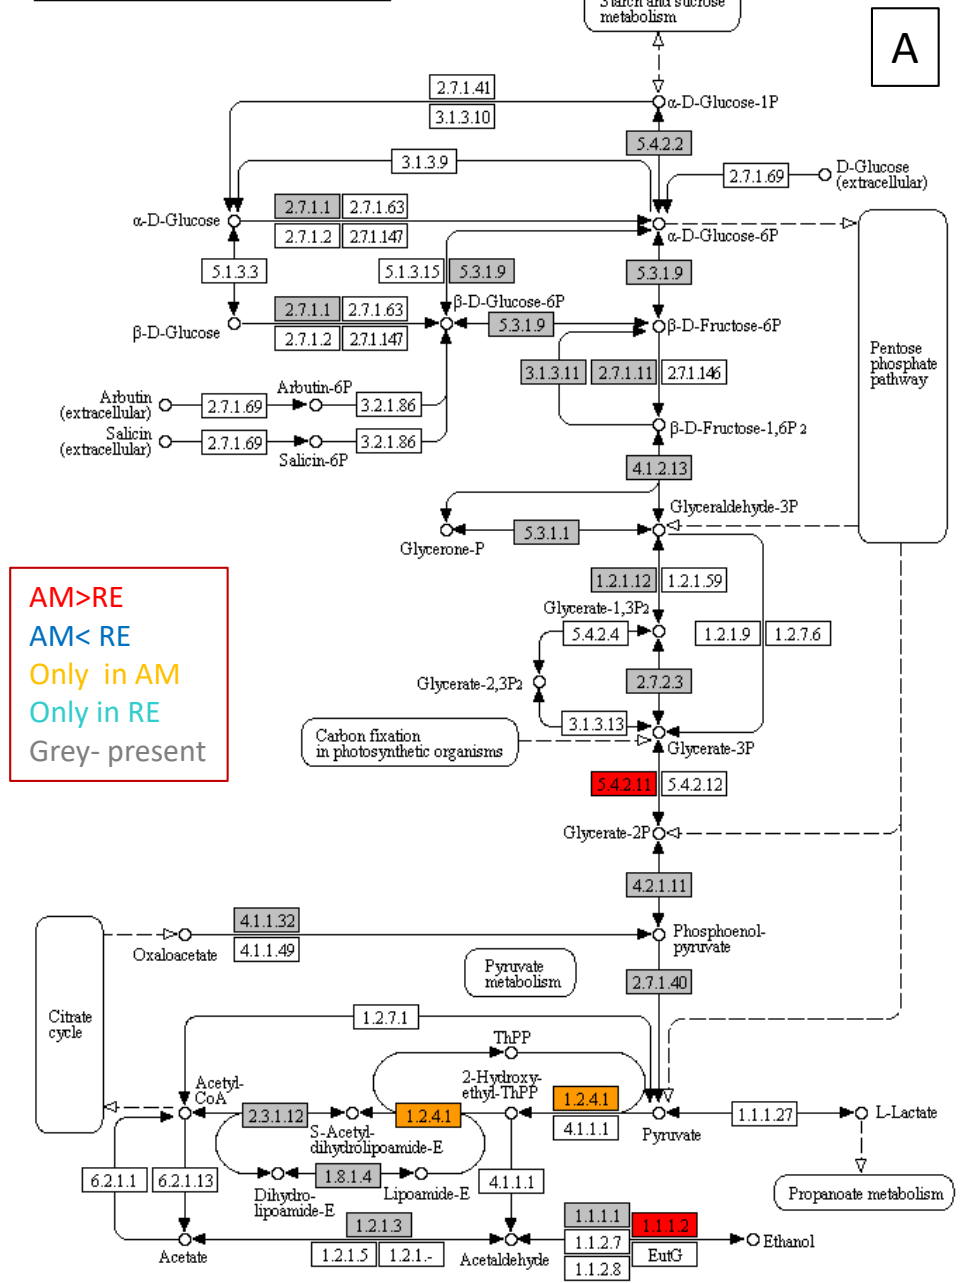 Starch and sucrose
metabolism
A
2.7.1.41
3.1.3.10
α-D-Glucose-1P
5.4.2.2
3.1.3.9
2.7.1.69
D-Glucose
(extracellular)
α-D-Glucose
2.7.1.1
2.7.1.63
2.7.1.2
2.7.1.147
α-D-Glucose-6P
5.1.3.3
5.1.3.15
5.3.1.9
5.3.1.9
β-D-Glucose
2.7.1.1
2.7.1.63
2.7.1.2
2.7.1.147
β-D-Glucose-6P
5.3.1.9
β-D-Fructose-6P
Pentose
phosphate
pathway
3.1.3.11
2.7.1.11
2.7.1.146
Arbutin
(extracellular)
2.7.1.69
Arbutin-6P
3.2.1.86
Salicin
(extracellular)
2.7.1.69
Salicin-6P
3.2.1.86
β-D-Fructose-1,6P2
4.1.2.13
Glyceraldehyde-3P
Glycerone-P
5.3.1.1
AM>RE
AM< RE
Only in AM
Only in RE
Grey- present
1.2.1.12
1.2.1.59
Glycerate-1,3P2
5.4.2.4
1.2.1.9
1.2.7.6
Glycerate-2,3P2
2.7.2.3
3.1.3.13
Carbon fixation
in photosynthetic organisms
Glycerate-3P
5.4.2.11
5.4.2.12
Glycerate-2P
4.2.1.11
4.1.1.32
4.1.1.49
Oxaloacetate
Phosphoenol-
pyruvate
Pyruvate
metabolism
2.7.1.40
Citrate
cycle
1.2.7.1
ThPP
Acetyl-
CoA
2-Hydroxy-
ethyl-ThPP
1.2.4.1
2.3.1.12
S-Acetyl-
dihydrolipoamide-E
1.2.4.1
4.1.1.1
Pyruvate
1.1.1.27
L-Lactate
6.2.1.1
6.2.1.13
Dihydro-
lipoamide-E
1.8.1.4
Lipoamide-E
4.1.1.1
Propanoate metabolism
Acetate
1.2.1.3
1.2.1.5
1.2.1.-
Acetaldehyde
1.1.1.1
1.1.1.2
1.1.2.7
EutG
1.1.2.8
Ethanol